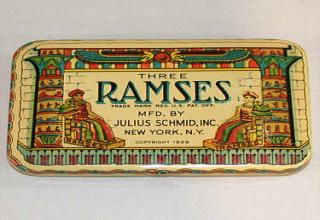 THREE
RAMSES
TRADE MARK REG. U.S. PAT. OFF.
MFD. BY
JULIUS SCHMID, INC.
NEW YORK, N.Y.
COPYRIGHT 1929